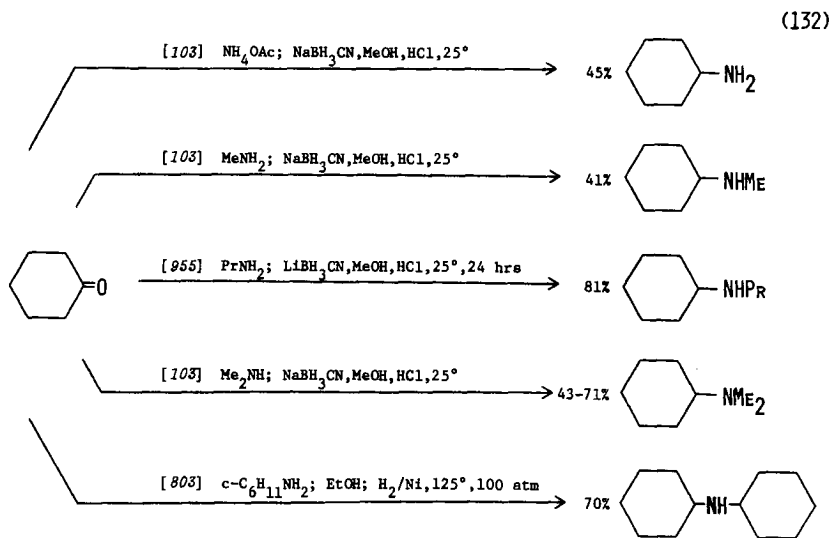 (132)
[103] NH4OAc; NaBH3CN,MeOH,HCl,25° 45% NH2
[103] MeNH2; NaBH3CN,MeOH,HCl,25° 41% NHME
O [955] PrNH2; LiBH3CN,MeOH,HCl,25°,24 hrs 81% NHPR
[103] Me2NH; NaBH3CN,MeOH,HCl,25° 43-71% NME2
[803] c-C6H11NH2; EtOH; H2/Ni,125°,100 atm 70% NH